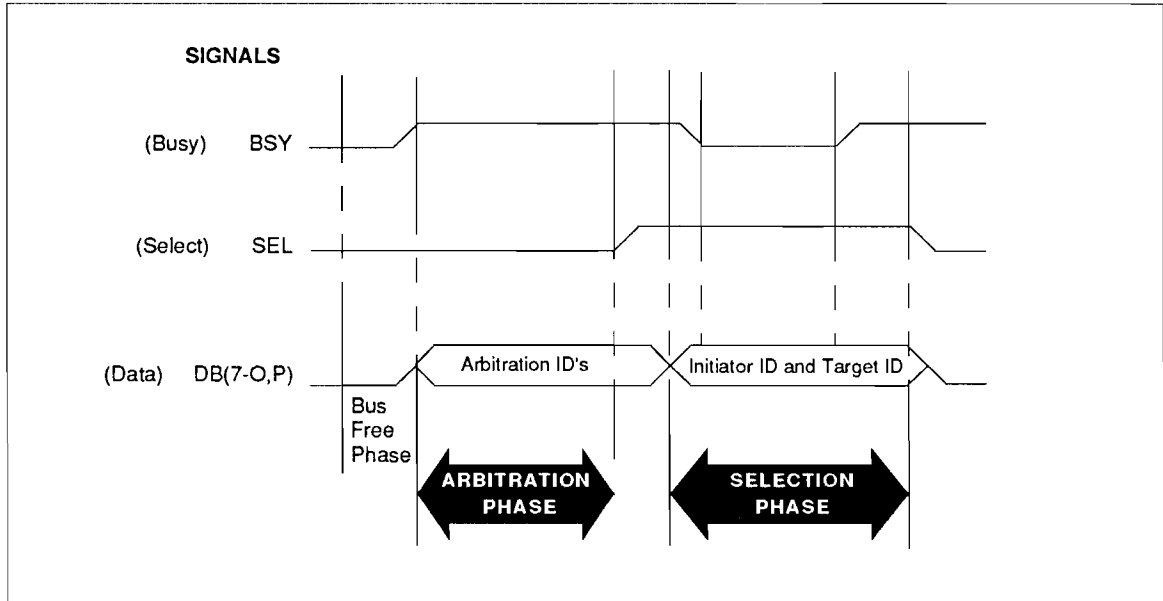 SIGNALS
(Busy) BSY
(Select) SEL
(Data) DB(7-O,P)
Arbitration ID's
Initiator ID and Target ID
Bus
Free
Phase
ARBITRATION
PHASE
SELECTION
PHASE